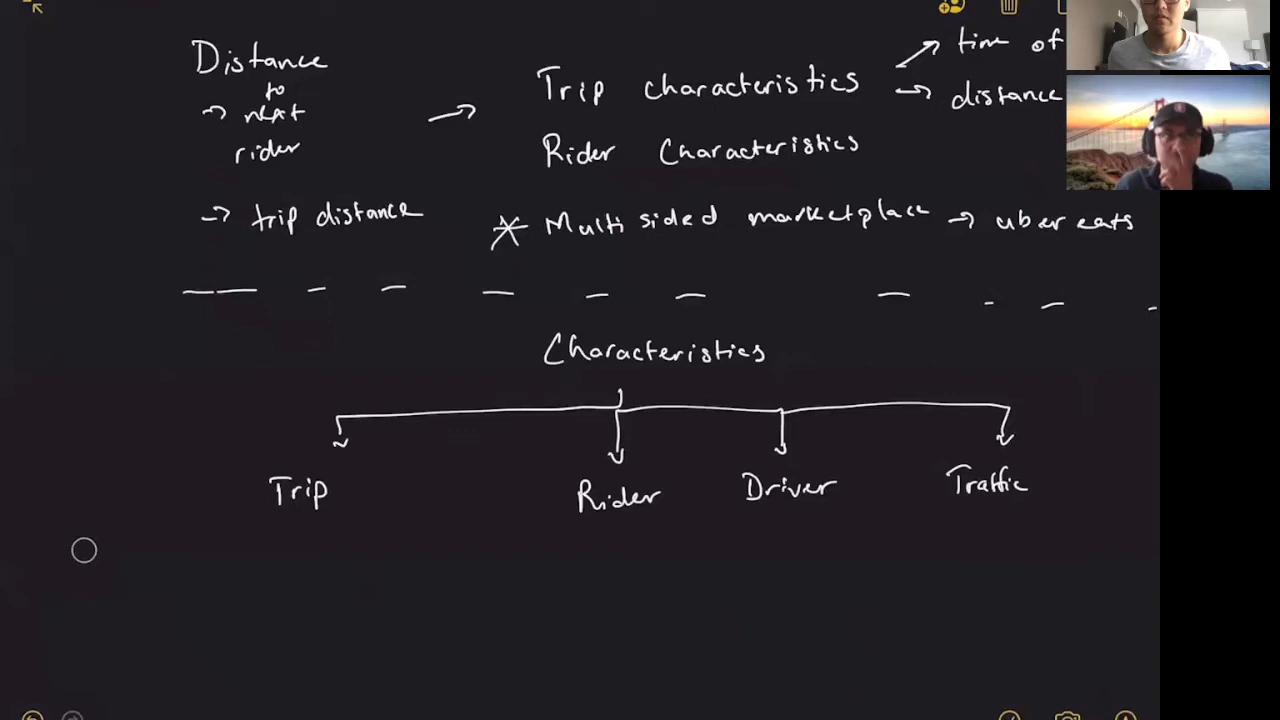 Distance
to
→ next
rider
→ trip distance
→ Trip characteristics
→ time of
→ distance
Rider Characteristics
* Multi sided marketplace → uber eats
Characteristics
Trip Rider Driver Traffic